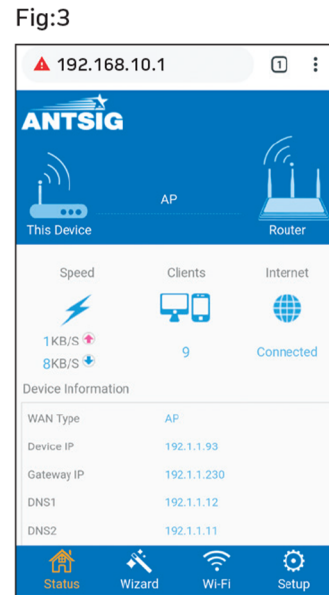 Fig:3
192.168.10.1 1
ANTSIG
AP
This Device Router
Speed Clients Internet
1KB/S
8KB/S
9 Connected
Device Information
WAN Type AP
Device IP 192.1.1.93
Gateway IP 192.1.1.230
DNS1 192.1.1.12
DNS2 192.1.1.11
Status Wizard Wi-Fi Setup